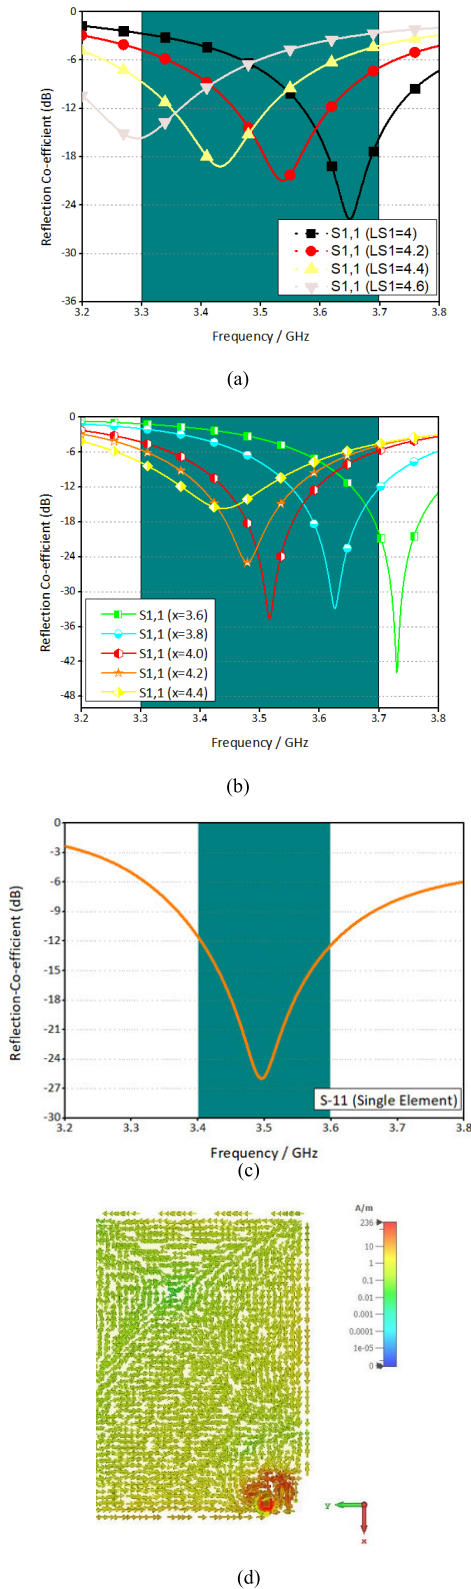 0
-6
-12
-18
-24
-30
-36
Reflection Co-efficient (dB)
S1,1 (LS1=4)
S1,1 (LS1=4.2)
S1,1 (LS1=4.4)
S1,1 (LS1=4.6)
3.2 3.3 3.4 3.5 3.6 3.7 3.8
Frequency / GHz
(a)
0
-6
-12
-18
-24
-30
-36
-42
-48
Reflection Co-efficient (dB)
S1,1 (x=3.6)
S1,1 (x=3.8)
S1,1 (x=4.0)
S1,1 (x=4.2)
S1,1 (x=4.4)
3.2 3.3 3.4 3.5 3.6 3.7 3.8
Frequency / GHz
(b)
0
-3
-6
-9
-12
-15
-18
-21
-24
-27
-30
Reflection-Co-efficient (dB)
S-11 (Single Element)
3.2 3.3 3.4 3.5 3.6 3.7 3.8
Frequency / GHz
(c)
A/m
236
10
1
0.1
0.01
0.001
0.0001
1e-05
0
Y
x
(d)